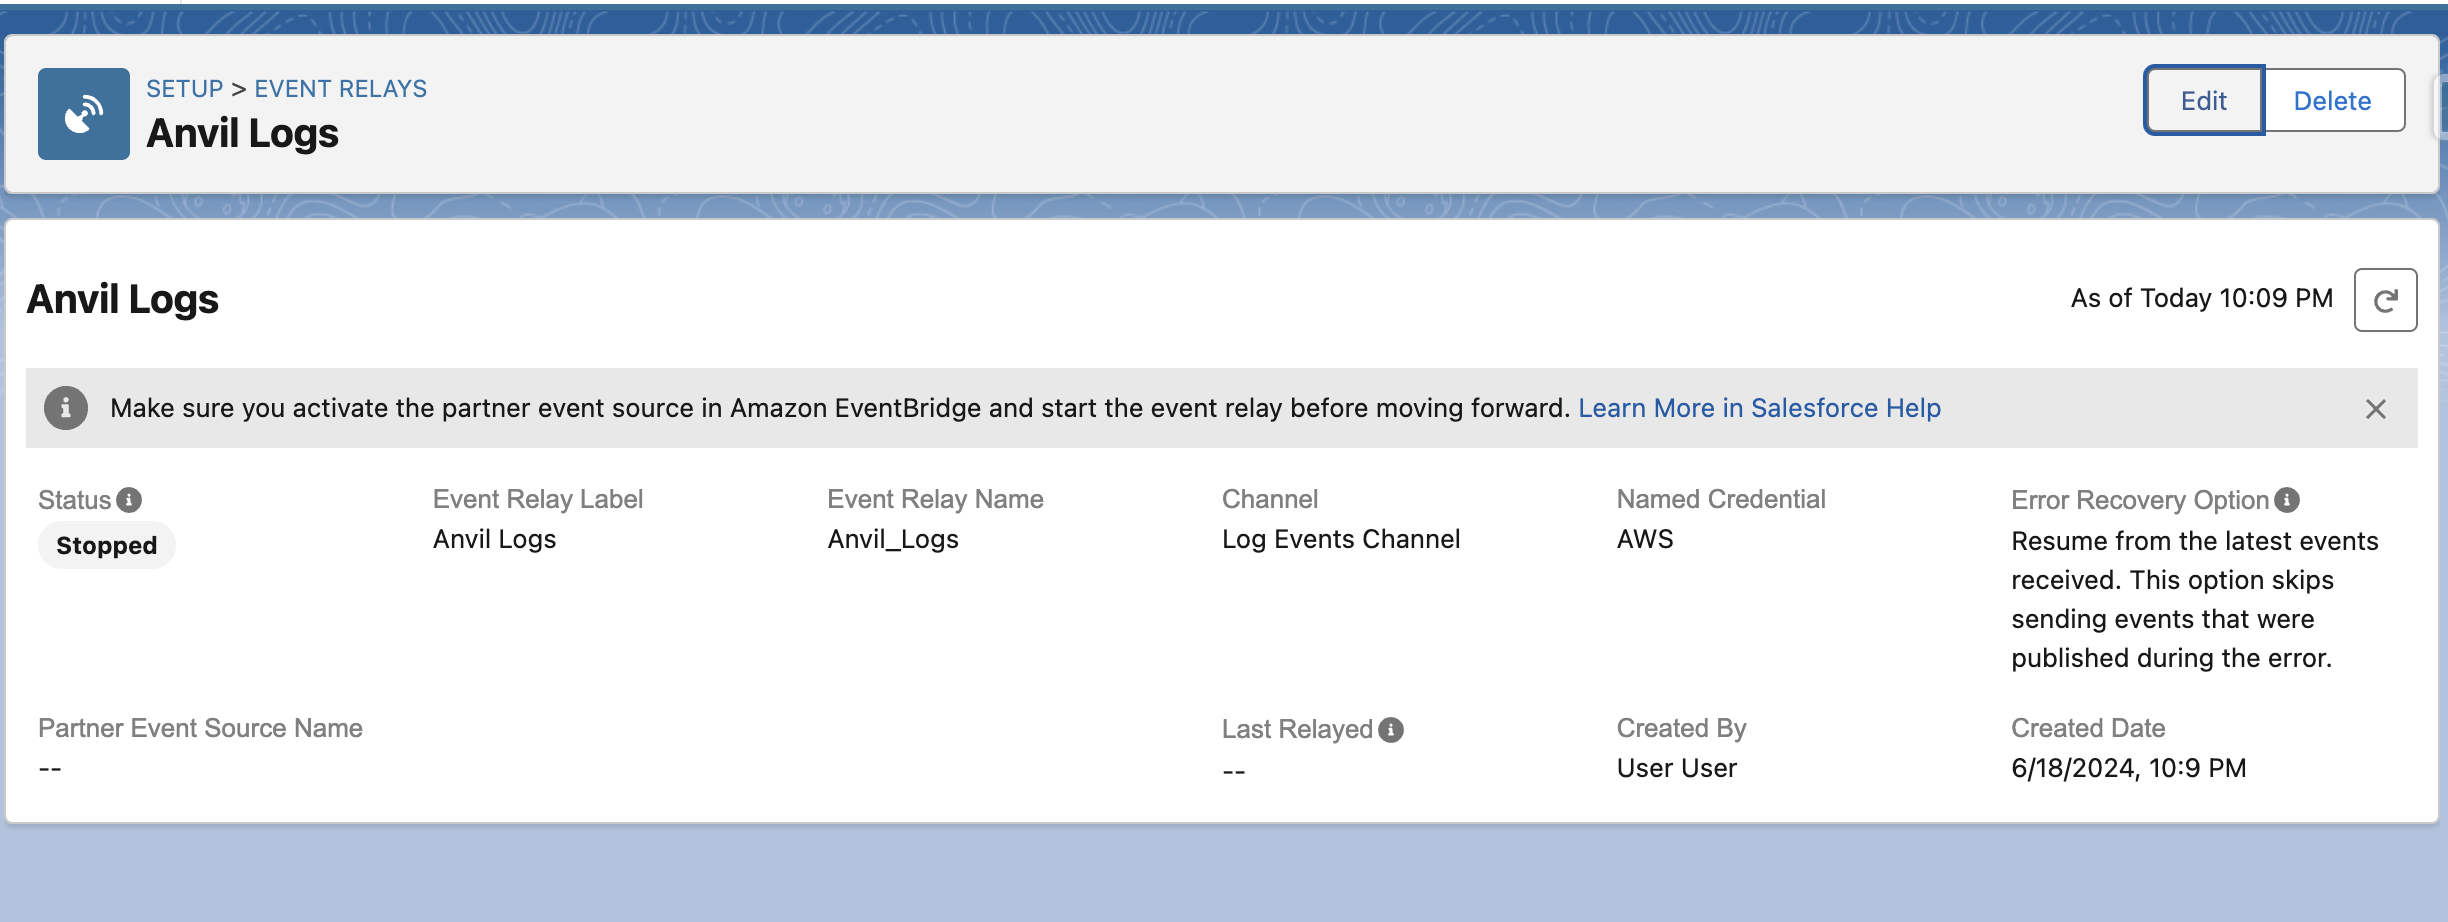 SETUP > EVENT RELAYS
Anvil Logs
Edit
Delete
Anvil Logs
As of Today 10:09 PM
Make sure you activate the partner event source in Amazon EventBridge and start the event relay before moving forward. Learn More in Salesforce Help
Status
Stopped
Event Relay Label
Anvil Logs
Event Relay Name
Anvil_Logs
Channel
Log Events Channel
Named Credential
AWS
Error Recovery Option
Resume from the latest events
received. This option skips
sending events that were
published during the error.
Partner Event Source Name
--
Last Relayed
--
Created By
User User
Created Date
6/18/2024, 10:9 PM